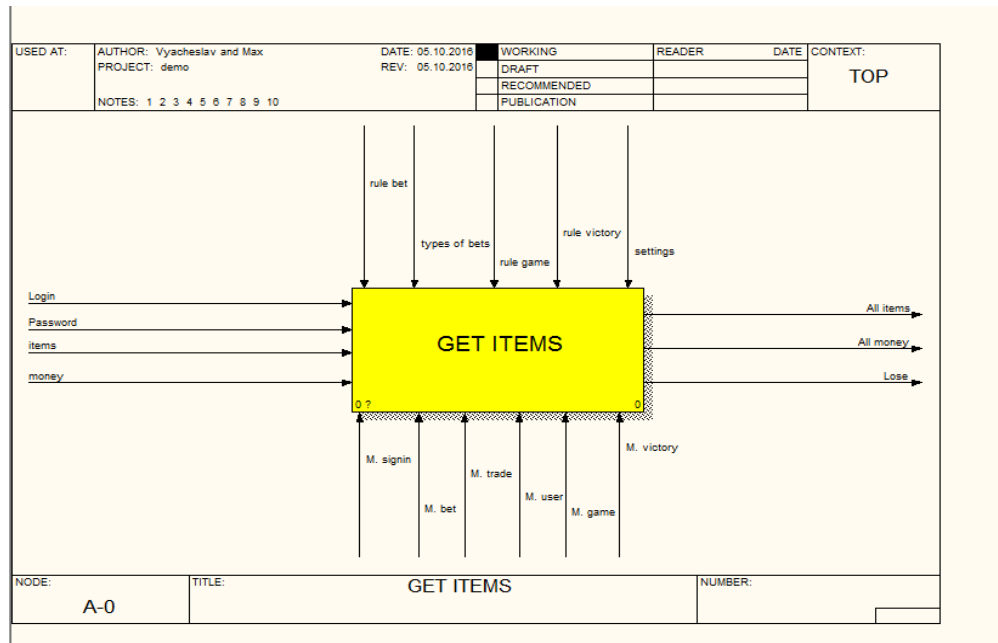 USED AT:
AUTHOR: Vyacheslav and Max
DATE: 05.10.2016
WORKING
READER
DATE
CONTEXT:
PROJECT: demo
REV: 05.10.2016
DRAFT
TOP
RECOMMENDED
NOTES: 1 2 3 4 5 6 7 8 9 10
PUBLICATION
rule bet
types of bets
rule game
rule victory
settings
Login
Password
items
money
GET ITEMS
0 ?
0
All items
All money
Lose
M. signin
M. bet
M. trade
M. user
M. game
M. victory
NODE:
A-0
TITLE:
GET ITEMS
NUMBER: